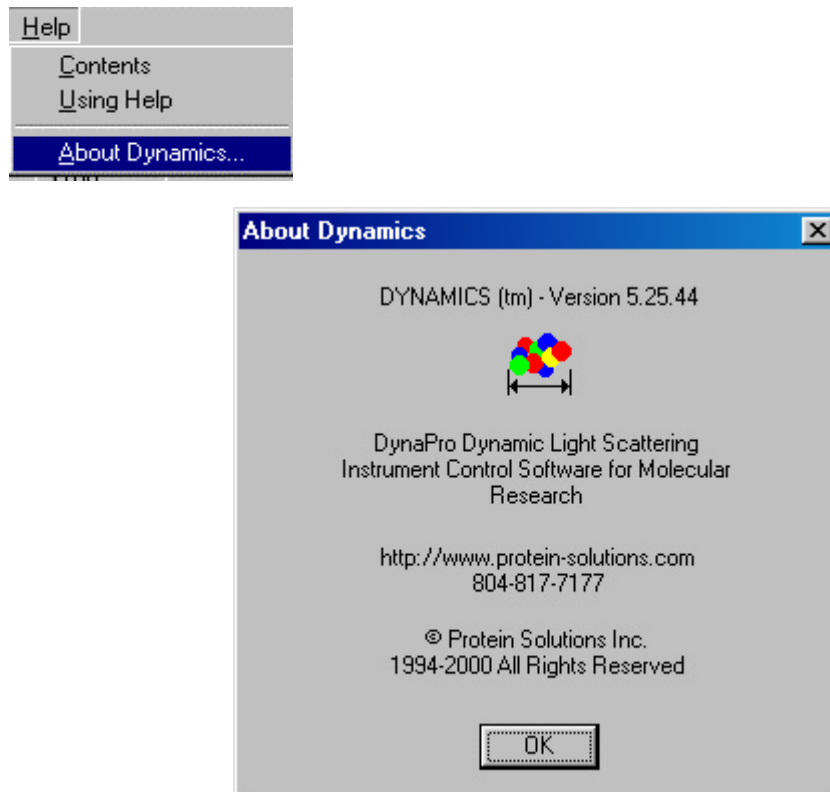 Help
Contents
Using Help
About Dynamics...
About Dynamics
DYNAMICS (tm) - Version 5.25.44
DynaPro Dynamic Light Scattering
Instrument Control Software for Molecular
Research
http://www.protein-solutions.com
804-817-7177
© Protein Solutions Inc.
1994-2000 All Rights Reserved
OK